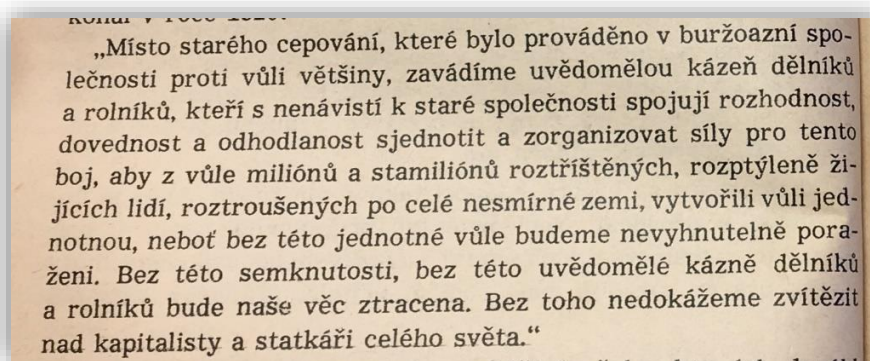 „Místo starého cepování, které bylo prováděno v buržoazní spo-
lečnosti proti vůli většiny, zavádíme uvědomělou kázeň dělníků
a rolníků, kteří s nenávistí k staré společnosti spojují rozhodnost,
dovednost a odhodlanost sjednotit a zorganizovat síly pro tento
boj, aby z vůle miliónů a stamiliónů roztříštěných, rozptýleně ži-
jících lidí, roztroušených po celé nesmírné zemi, vytvořili vůli jed-
notnou, neboť bez této jednotné vůle budeme nevyhnutelně pora-
ženi. Bez této semknutosti, bez této uvědomělé kázně dělníků
a rolníků bude naše věc ztracena. Bez toho nedokážeme zvítězit
nad kapitalisty a statkáři celého světa.“